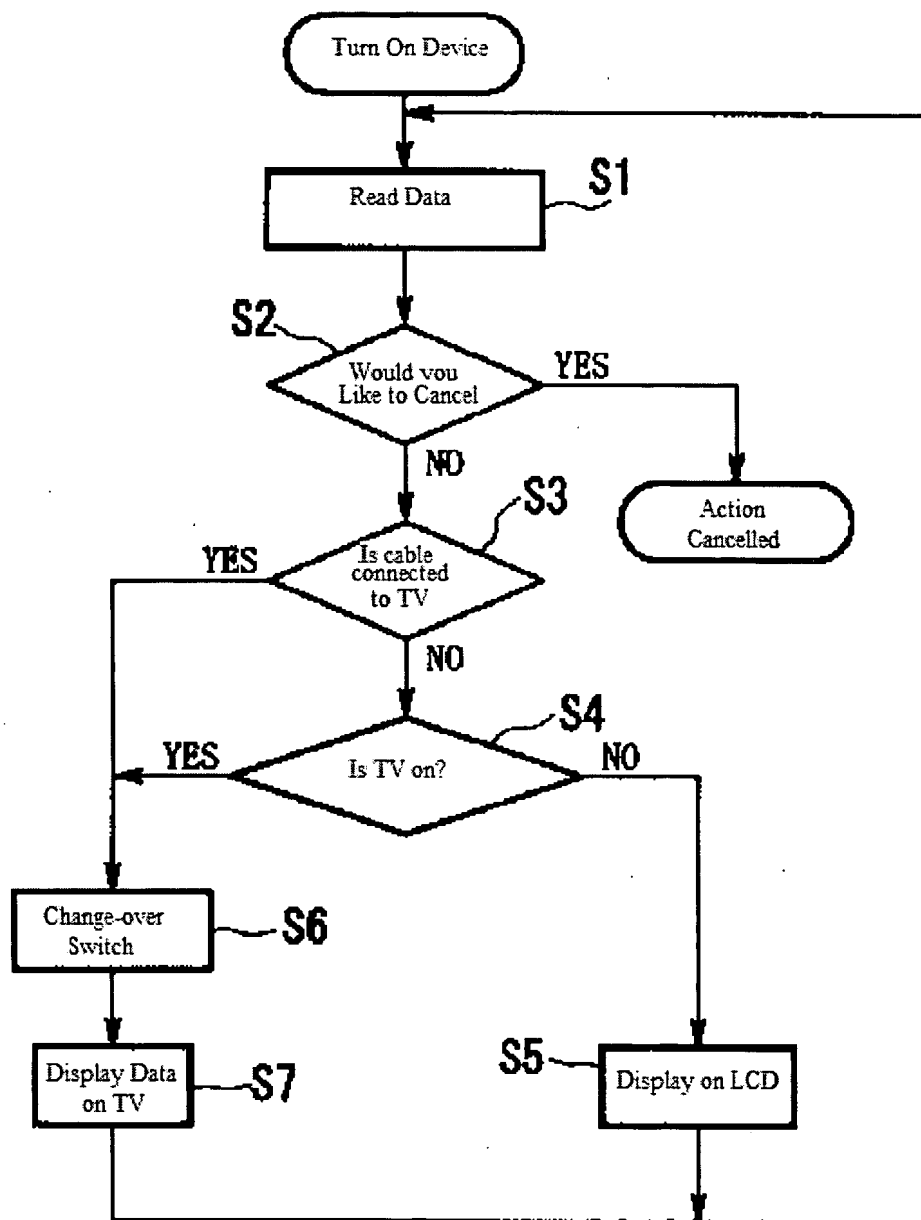 Turn On Device
Read Data
S1
S2
Would you
Like to Cancel
YES
NO
Action
Cancelled
S3
Is cable
connected
to TV
YES
NO
S4
Is TV on?
YES
NO
Change-over
Switch
S6
Display Data
on TV
S7
S5
Display on LCD